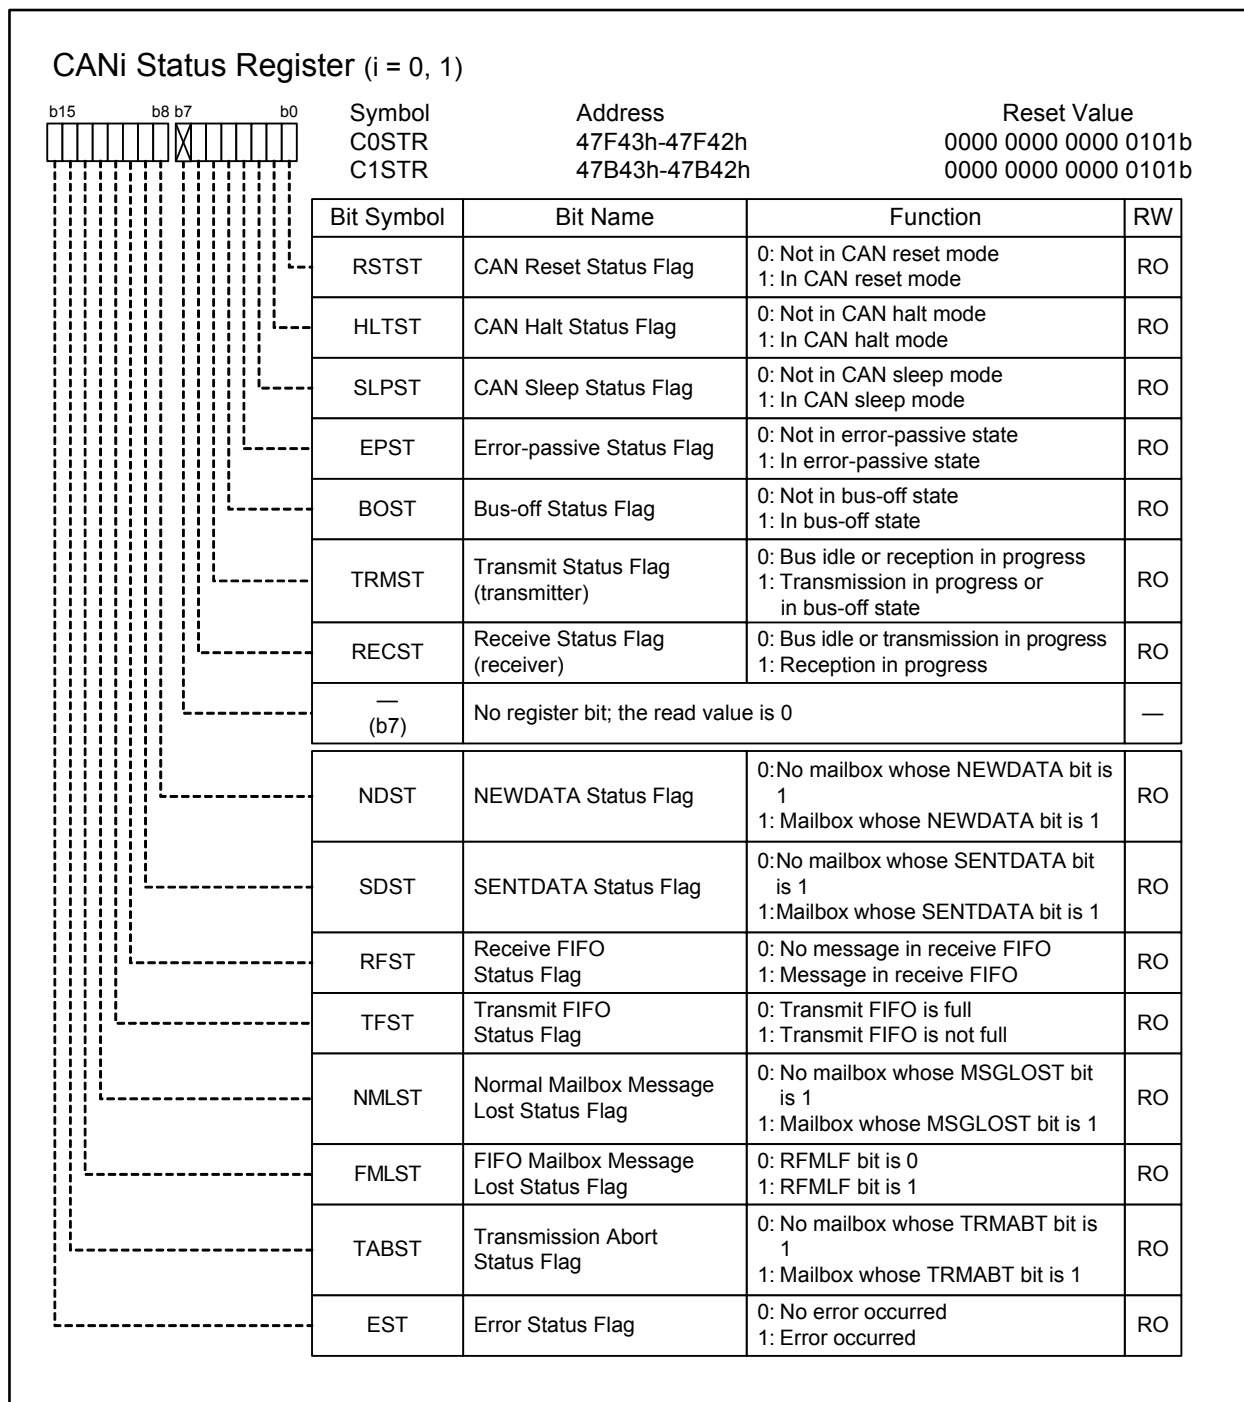 CANi Status Register (i = 0, 1)
b15 b8 b7 b0
Symbol Address Reset Value
C0STR 47F43h-47F42h 0000 0000 0000 0101b
C1STR 47B43h-47B42h 0000 0000 0000 0101b
Bit Symbol Bit Name Function RW
RSTST CAN Reset Status Flag 0: Not in CAN reset mode
1: In CAN reset mode RO
HLTST CAN Halt Status Flag 0: Not in CAN halt mode
1: In CAN halt mode RO
SLPST CAN Sleep Status Flag 0: Not in CAN sleep mode
1: In CAN sleep mode RO
EPST Error-passive Status Flag 0: Not in error-passive state
1: In error-passive state RO
BOST Bus-off Status Flag 0: Not in bus-off state
1: In bus-off state RO
TRMST Transmit Status Flag
(transmitter) 0: Bus idle or reception in progress
1: Transmission in progress or
in bus-off state RO
RECST Receive Status Flag
(receiver) 0: Bus idle or transmission in progress
1: Reception in progress RO
—
(b7) No register bit; the read value is 0 —
NDST NEWDATA Status Flag 0:No mailbox whose NEWDATA bit is
1
1: Mailbox whose NEWDATA bit is 1 RO
SDST SENTDATA Status Flag 0:No mailbox whose SENTDATA bit
is 1
1:Mailbox whose SENTDATA bit is 1 RO
RFST Receive FIFO
Status Flag 0: No message in receive FIFO
1: Message in receive FIFO RO
TFST Transmit FIFO
Status Flag 0: Transmit FIFO is full
1: Transmit FIFO is not full RO
NMLST Normal Mailbox Message
Lost Status Flag 0: No mailbox whose MSGLOST bit
is 1
1: Mailbox whose MSGLOST bit is 1 RO
FMLST FIFO Mailbox Message
Lost Status Flag 0: RFMLF bit is 0
1: RFMLF bit is 1 RO
TABST Transmission Abort
Status Flag 0: No mailbox whose TRMABT bit is
1
1: Mailbox whose TRMABT bit is 1 RO
EST Error Status Flag 0: No error occurred
1: Error occurred RO